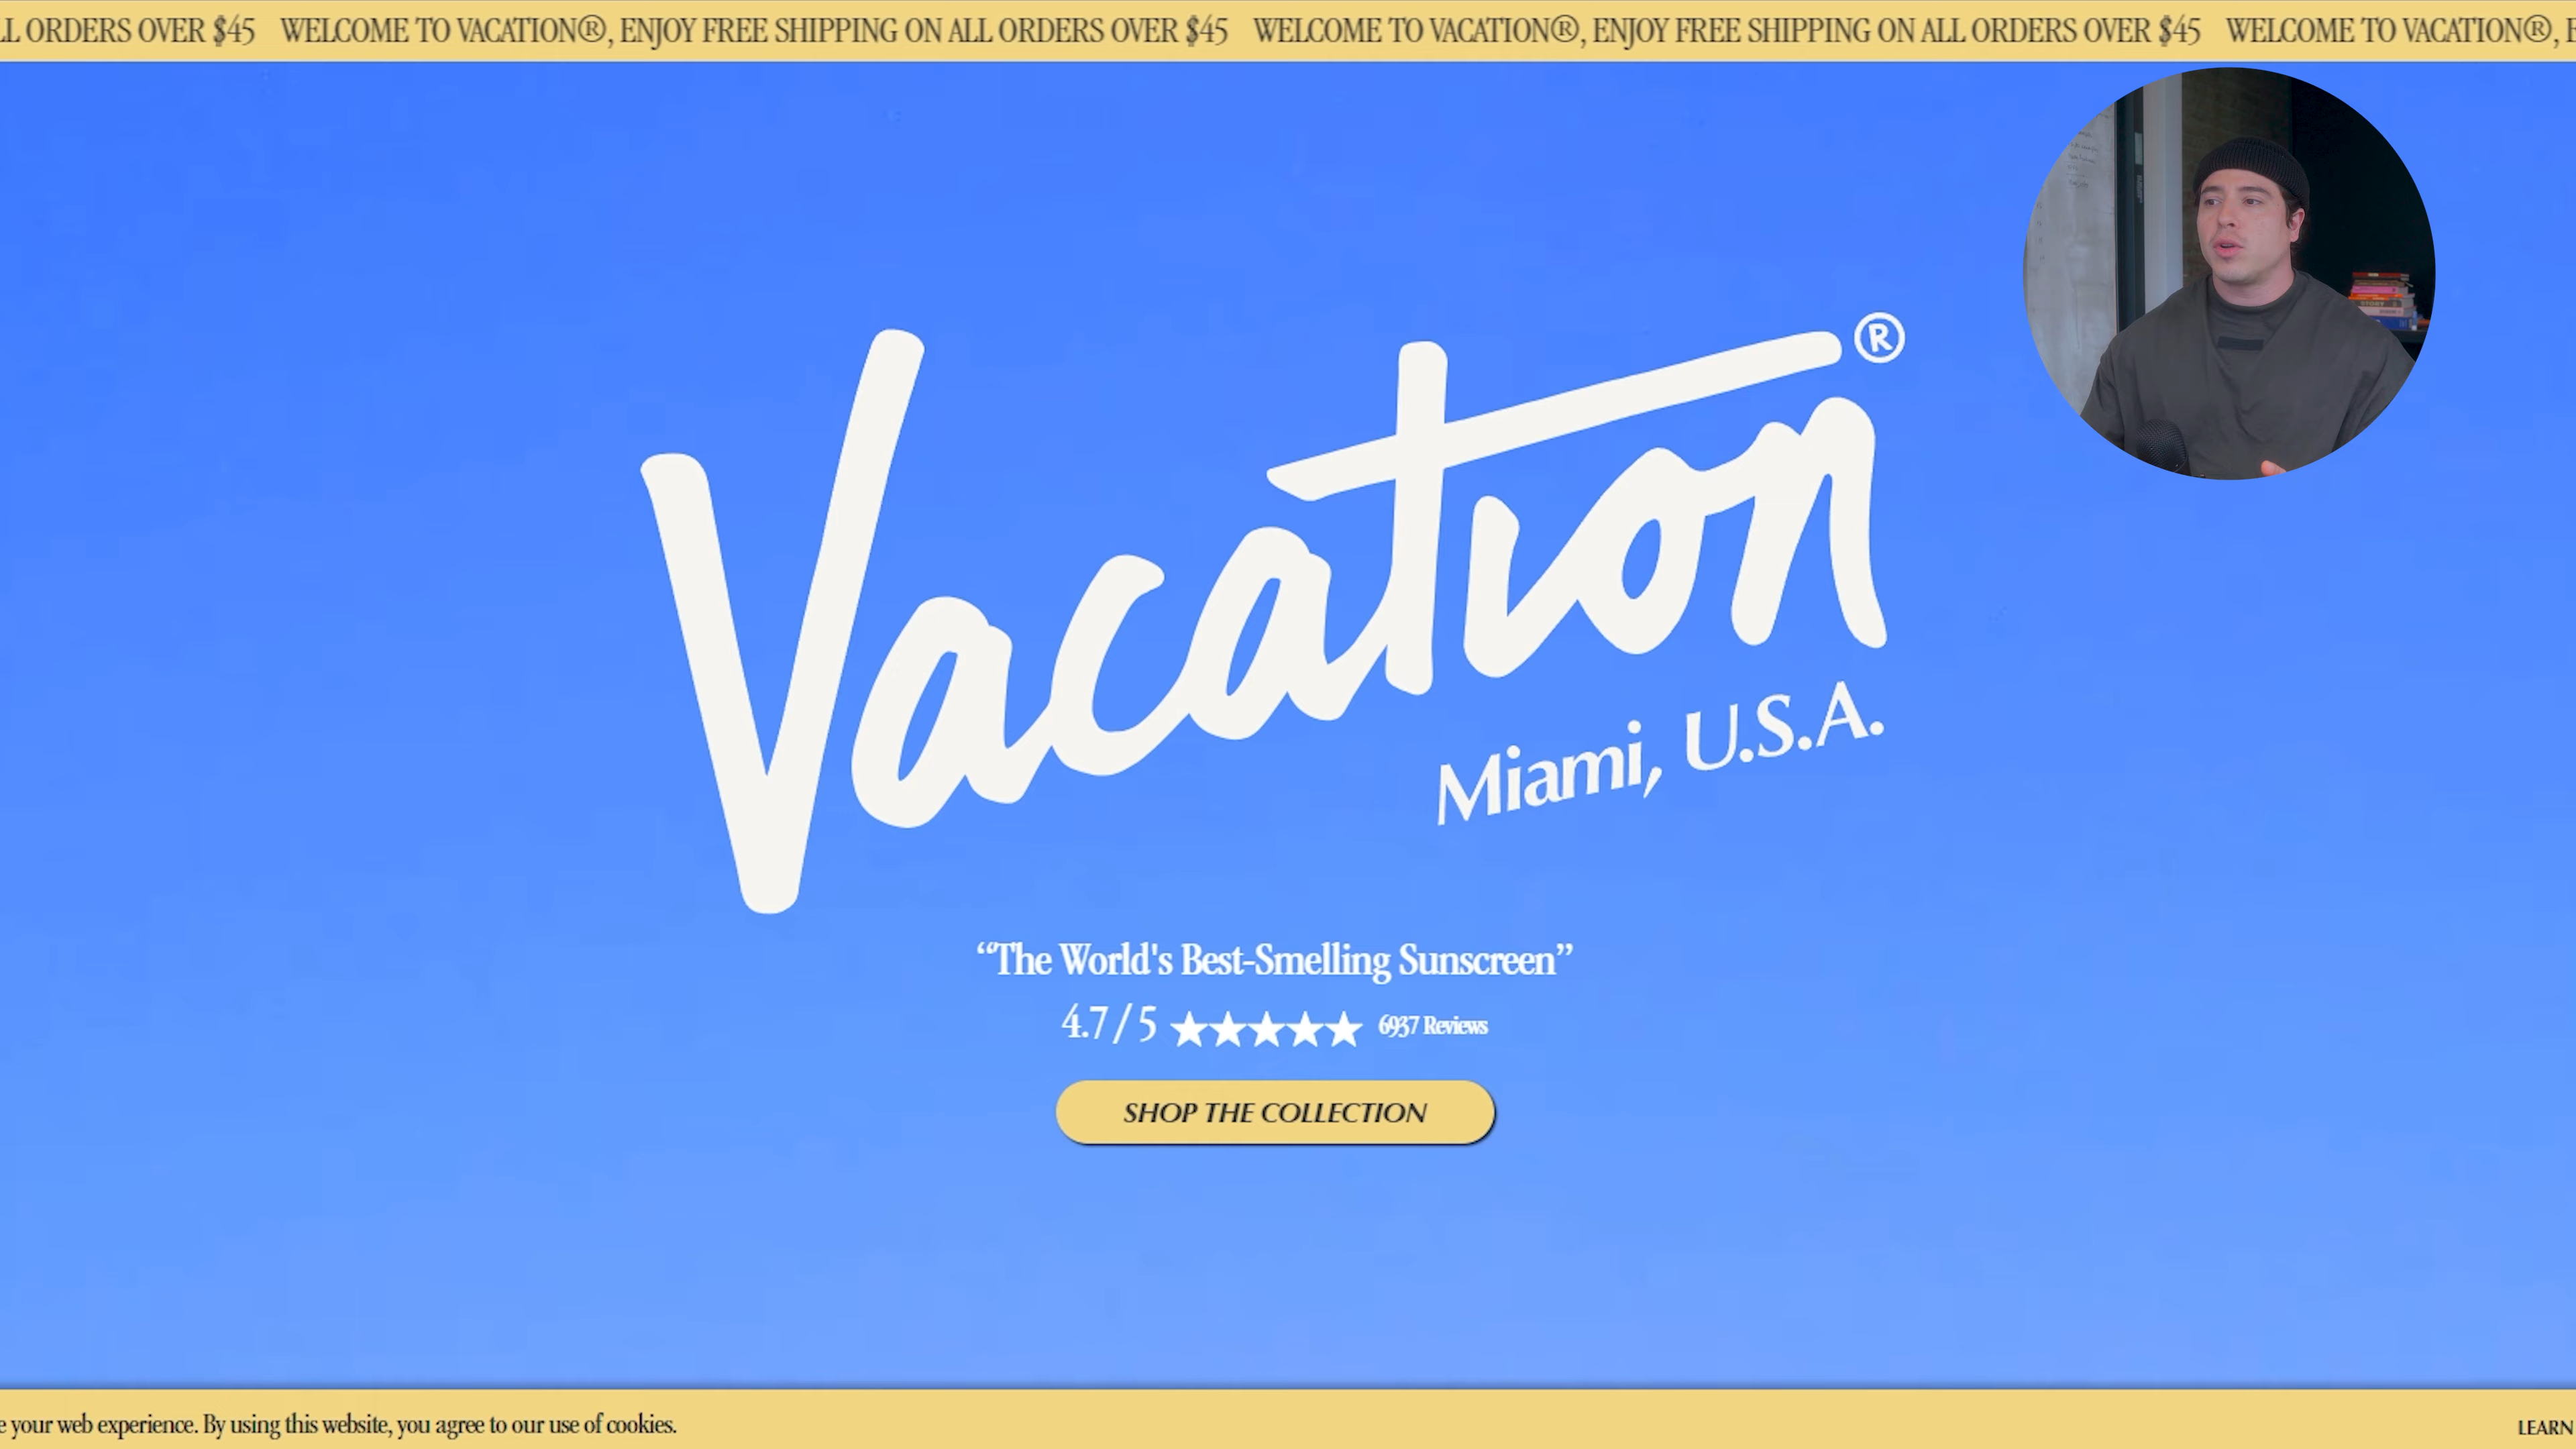 LL ORDERS OVER $45 WELCOME TO VACATION®, ENJOY FREE SHIPPING ON ALL ORDERS OVER $45 WELCOME TO VACATION®, ENJOY FREE SHIPPING ON ALL ORDERS OVER $45 WELCOME TO VACATION®, E
Vacation®
Miami, U.S.A.
“The World's Best-Smelling Sunscreen”
4.7/5 ★★★★★ 6937 Reviews
SHOP THE COLLECTION
e your web experience. By using this website, you agree to our use of cookies.
LEARN
STORY